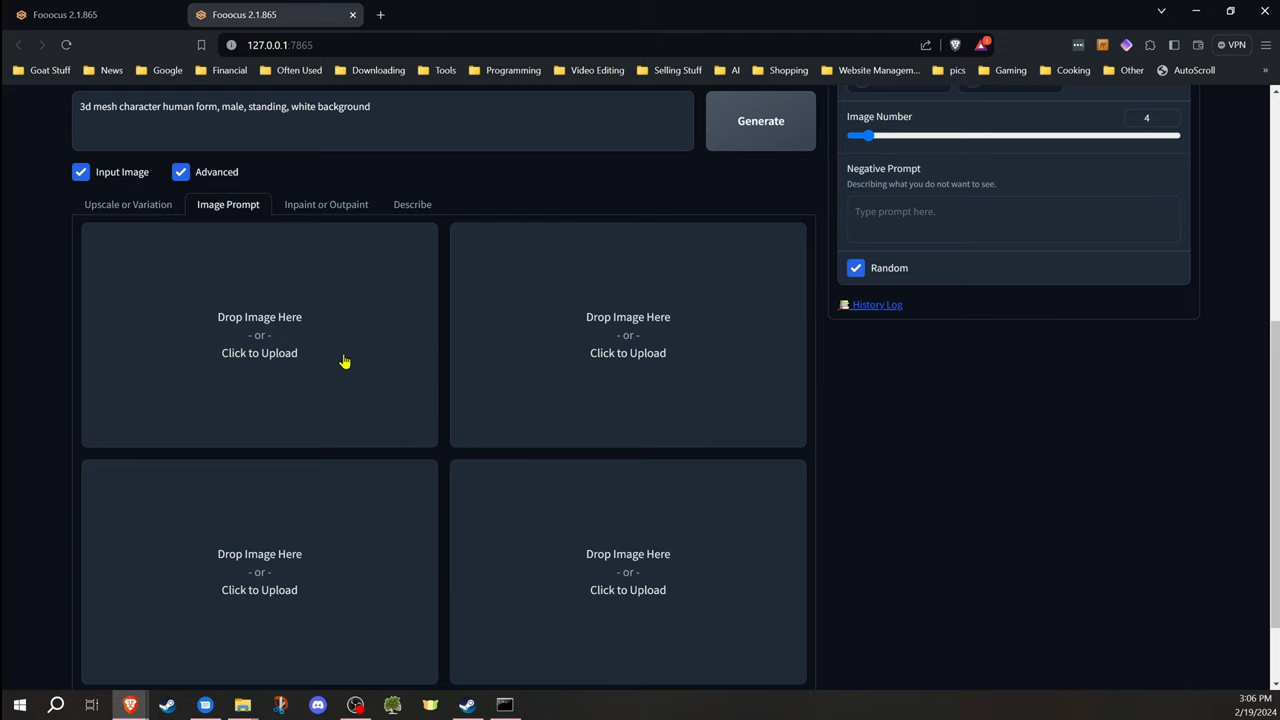 Fooocus 2.1.865
Fooocus 2.1.865
127.0.0.1:7865
VPN
Goat Stuff
News
Google
Financial
Often Used
Downloading
Tools
Programming
Video Editing
Selling Stuff
AI
Shopping
Website Managem...
pics
Gaming
Cooking
Other
AutoScroll
3d mesh character human form, male, standing, white background
Generate
Input Image
Advanced
Upscale or Variation
Image Prompt
Inpaint or Outpaint
Describe
Drop Image Here
- or -
Click to Upload
Drop Image Here
- or -
Click to Upload
Drop Image Here
- or -
Click to Upload
Drop Image Here
- or -
Click to Upload
Image Number
4
Negative Prompt
Describing what you do not want to see.
Type prompt here.
Random
History Log
3:06 PM
2/19/2024